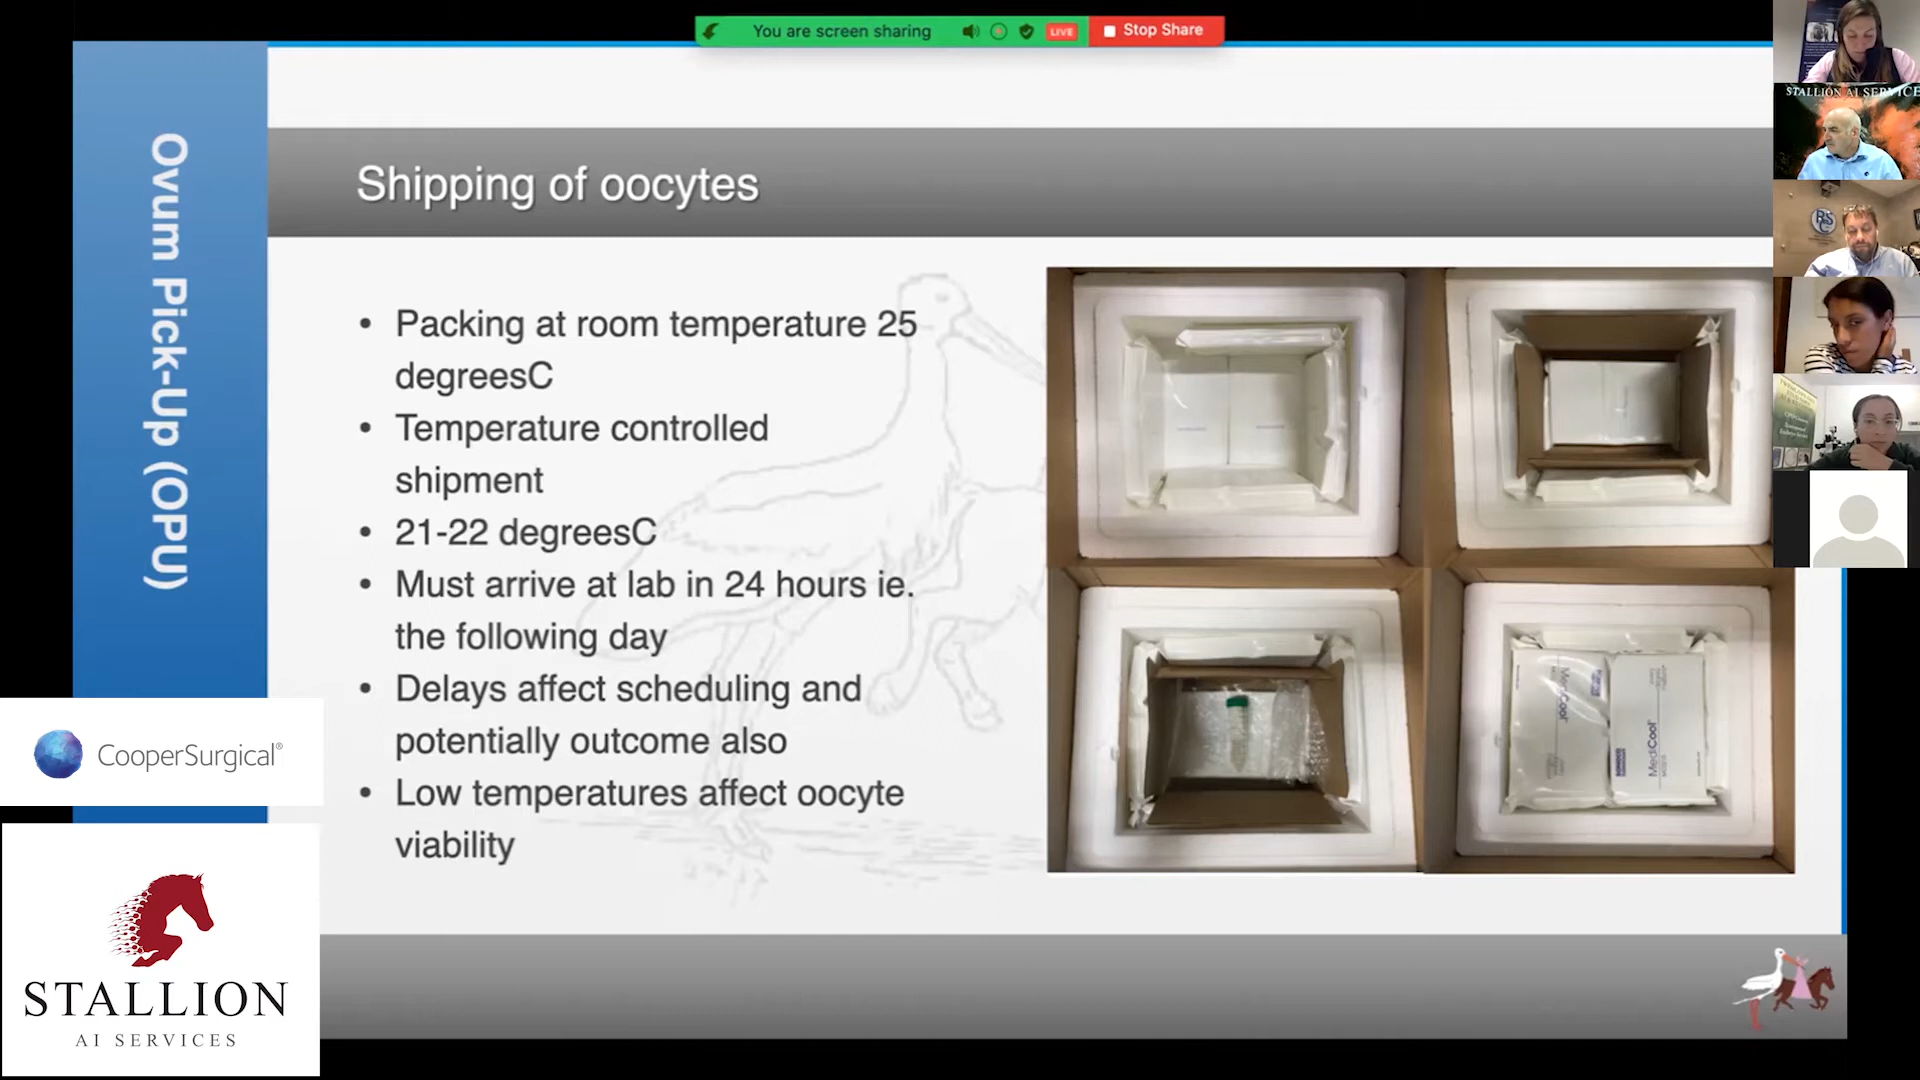 You are screen sharing
LIVE
Stop Share
STALLION AI SERVICE
Ovum Pick-Up (OPU)
Shipping of oocytes
• Packing at room temperature 25
degreesC
• Temperature controlled
shipment
• 21-22 degreesC
• Must arrive at lab in 24 hours ie.
the following day
• Delays affect scheduling and
potentially outcome also
• Low temperatures affect oocyte
viability
MediCool
MediCool
CooperSurgical®
STALLION
AI SERVICES